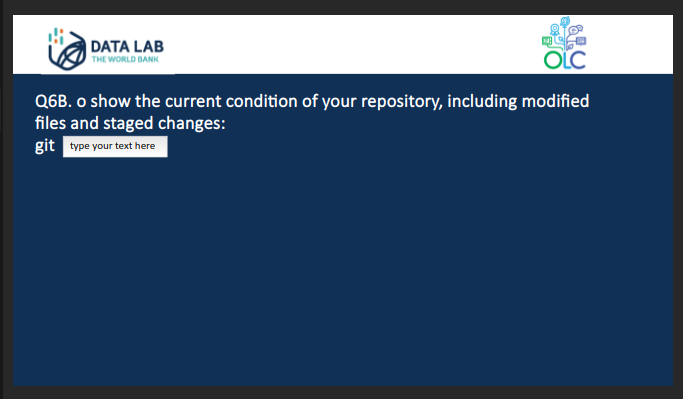 DATA LAB
THE WORLD BANK
OLC
Q6B. o show the current condition of your repository, including modified
files and staged changes:
git type your text here